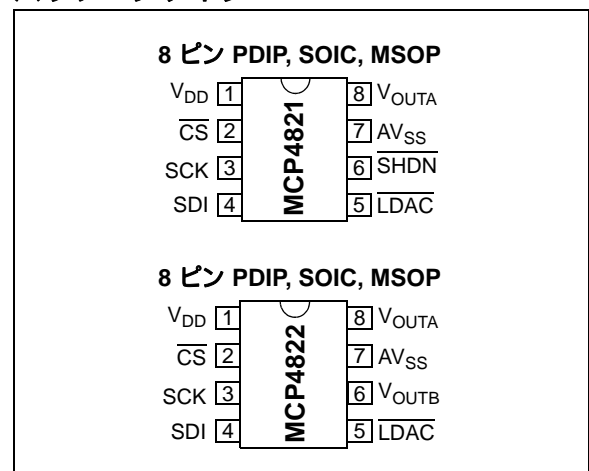 8 ピン PDIP, SOIC, MSOP
VDD 1 8 VOUTA
CS 2 7 AVSS
SCK 3 6 SHDN
SDI 4 5 LDAC
MCP4821
8 ピン PDIP, SOIC, MSOP
VDD 1 8 VOUTA
CS 2 7 AVSS
SCK 3 6 VOUTB
SDI 4 5 LDAC
MCP4822